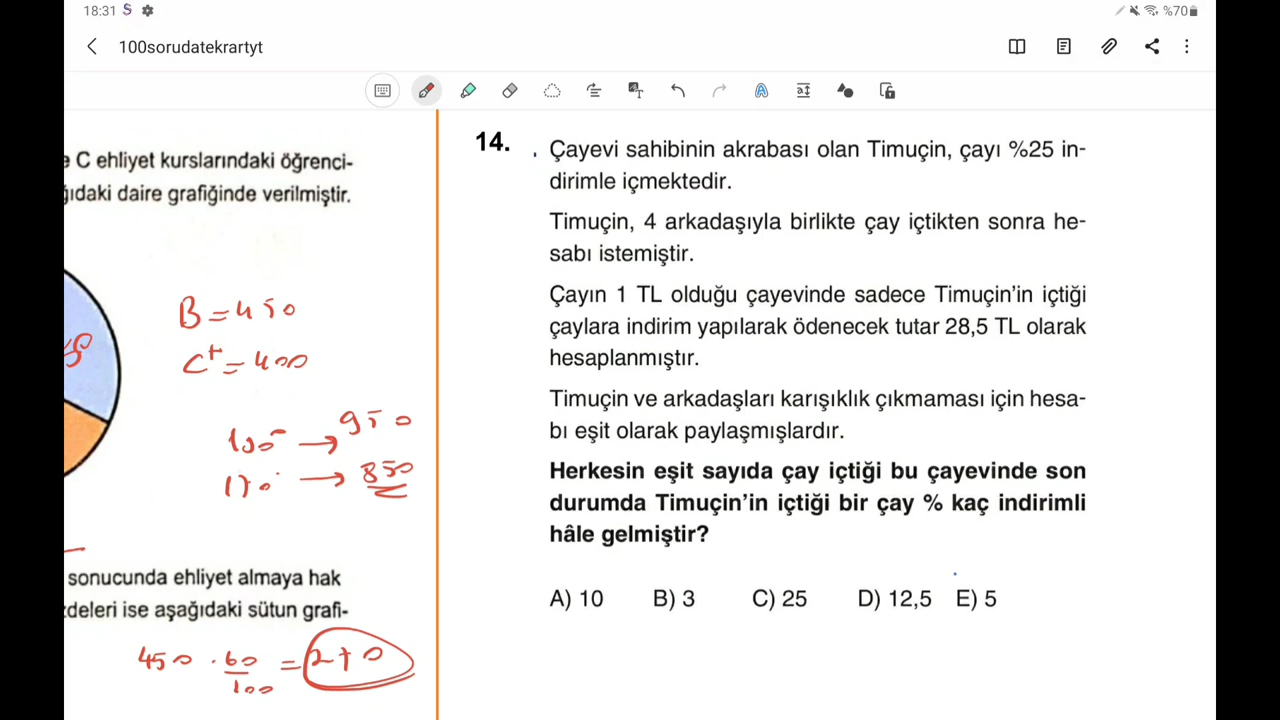 18:31 S
%70
100sorudatekrartyt
e C ehliyet kurslarındaki öğrenci-
ğıdaki daire grafiğinde verilmiştir.
B = 450
C+ = 400
→ 950
→ 850
sonucunda ehliyet almaya hak
zdeleri ise aşağıdaki sütun grafi-
450 . 60/100 = 270
14.
Çayevi sahibinin akrabası olan Timuçin, çayı %25 in-
dirimle içmektedir.
Timuçin, 4 arkadaşıyla birlikte çay içtikten sonra he-
sabı istemiştir.
Çayın 1 TL olduğu çayevinde sadece Timuçin'in içtiği
çaylara indirim yapılarak ödenecek tutar 28,5 TL olarak
hesaplanmıştır.
Timuçin ve arkadaşları karışıklık çıkmaması için hesa-
bı eşit olarak paylaşmışlardır.
Herkesin eşit sayıda çay içtiği bu çayevinde son
durumda Timuçin'in içtiği bir çay % kaç indirimli
hâle gelmiştir?
A) 10 B) 3 C) 25 D) 12,5 E) 5